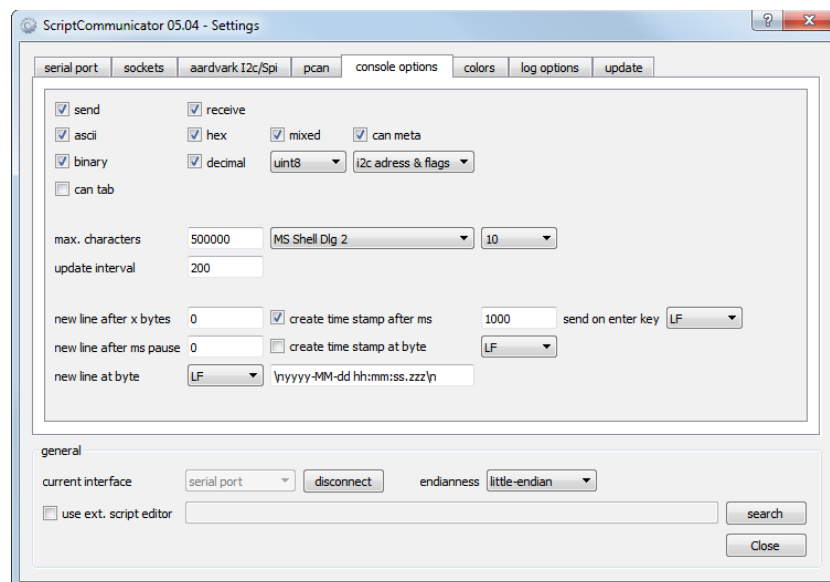 ScriptCommunicator 05.04 - Settings
serial port sockets aardvark I2c/Spi pcan console options colors log options update
send receive
ascii hex mixed can meta
binary decimal uint8 i2c adress & flags
can tab
max. characters 500000 MS Shell Dlg 2 10
update interval 200
new line after x bytes 0 create time stamp after ms 1000 send on enter key LF
new line after ms pause 0 create time stamp at byte LF
new line at byte LF \nyyyy-MM-dd hh:mm:ss.zzz\n
general
current interface serial port disconnect endianness little-endian
use ext. script editor search
Close